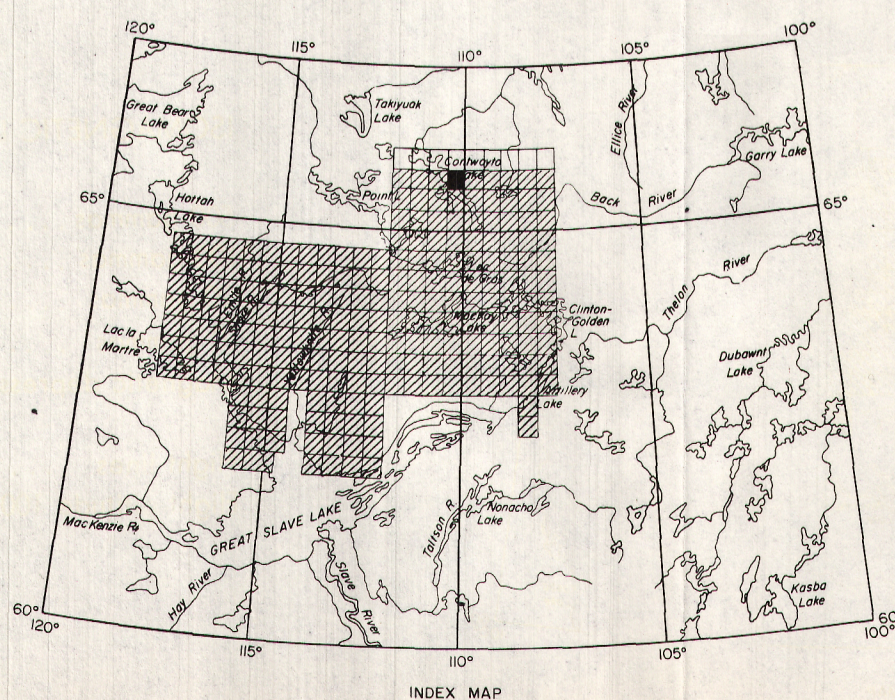 120°
115°
110°
105°
100°
Great Bear
Lake
Takiyuak
Lake
Ellice River
Contwoyto
Lake
Garry Lake
Point L.
Back River
65°
Hottah
Lake
65°
Lac de Gras
Thelon River
Snare R.
MacKay
Lake
Clinton-
Golden
Yellowknife R.
Lac la
Martre
Dubawnt
Lake
Artillery
Lake
MacKenzie R.
GREAT SLAVE LAKE
Taltson R.
Nonacho
Lake
Hay River
Slave River
Kasba
Lake
60°
120°
115°
110°
105°
60
100°
INDEX MAP